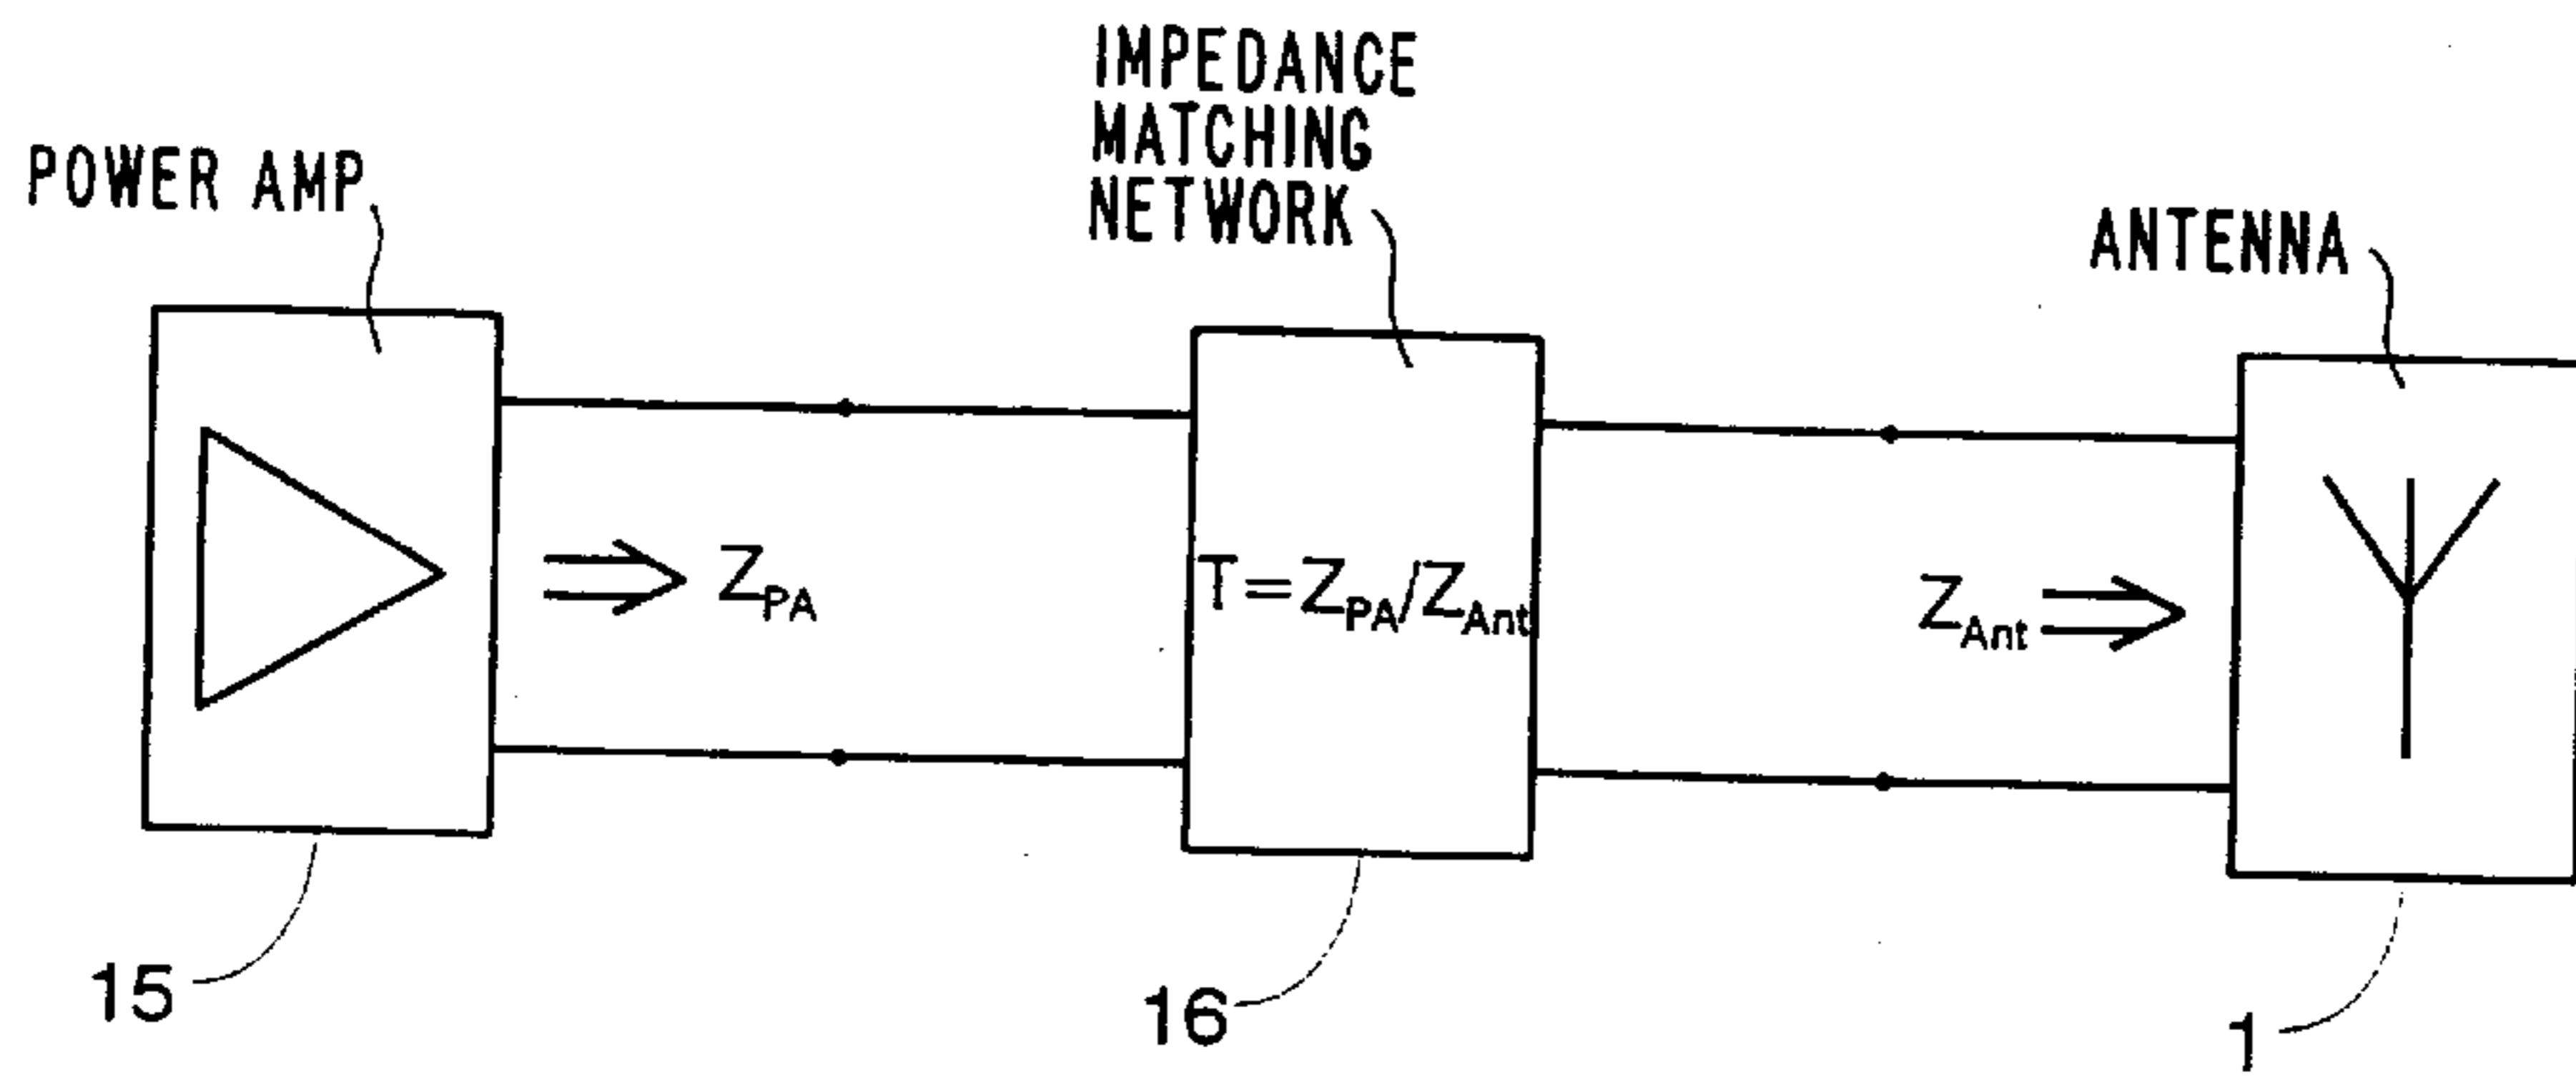 POWER AMP
IMPEDANCE
MATCHING
NETWORK
ANTENNA
Z_PA
T=Z_PA/Z_Ant
Z_Ant
15
16
1